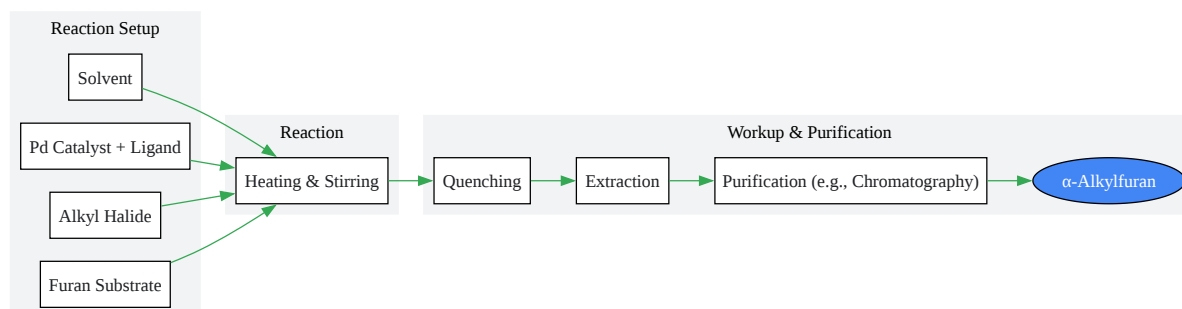 Reaction Setup
Solvent
Pd Catalyst + Ligand
Alkyl Halide
Furan Substrate
Reaction
Heating & Stirring
Workup & Purification
Quenching
Extraction
Purification (e.g., Chromatography)
α-Alkylfuran